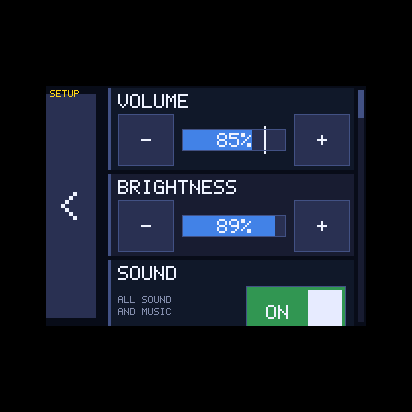 SETUP
VOLUME
- 85% +
BRIGHTNESS
- 89% +
SOUND
ALL SOUND
AND MUSIC
ON